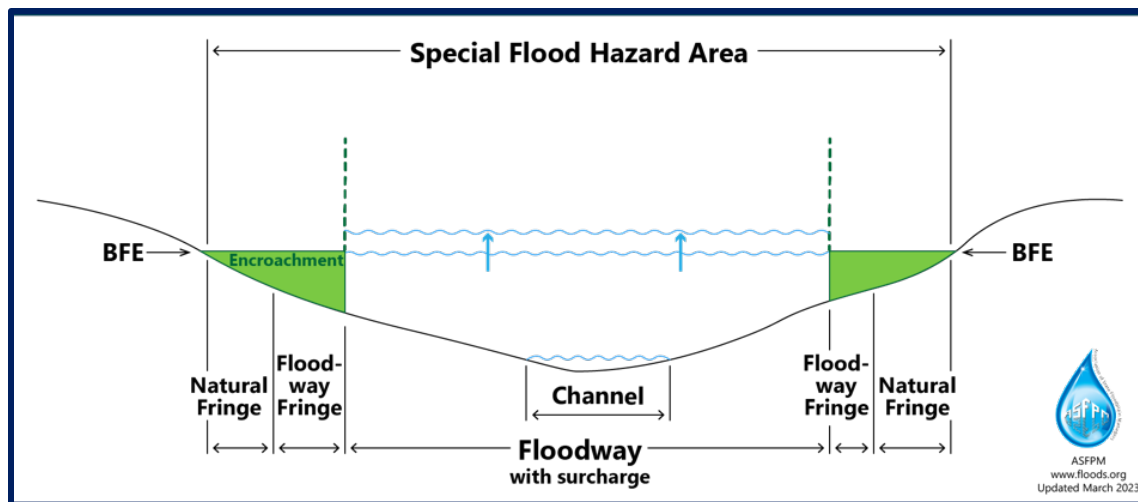 Special Flood Hazard Area
BFE
Encroachment
BFE
Natural
Fringe
Flood-
way
Fringe
Channel
Flood-
way
Fringe
Natural
Fringe
Floodway
with surcharge
ASFPM
ASFPM
www.floods.org
Updated March 2023